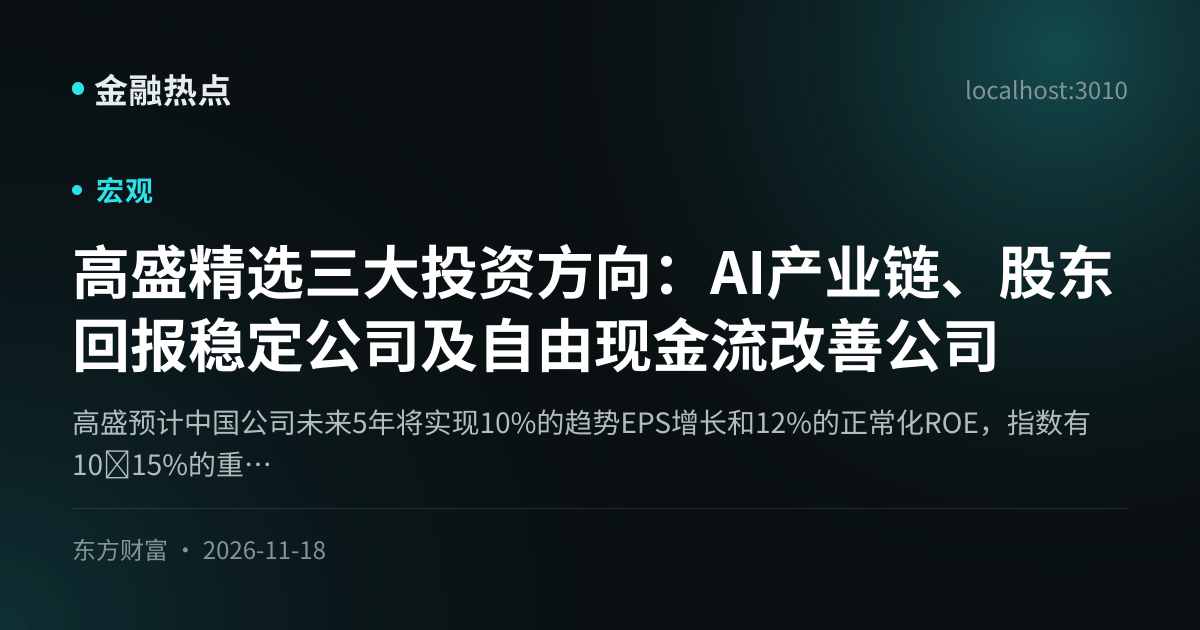 金融热点
localhost:3010
宏观
高盛精选三大投资方向：AI产业链、股东
回报稳定公司及自由现金流改善公司
高盛预计中国公司未来5年将实现10%的趋势EPS增长和12%的正常化ROE，指数有
10☒15%的重…
东方财富 · 2026-11-18